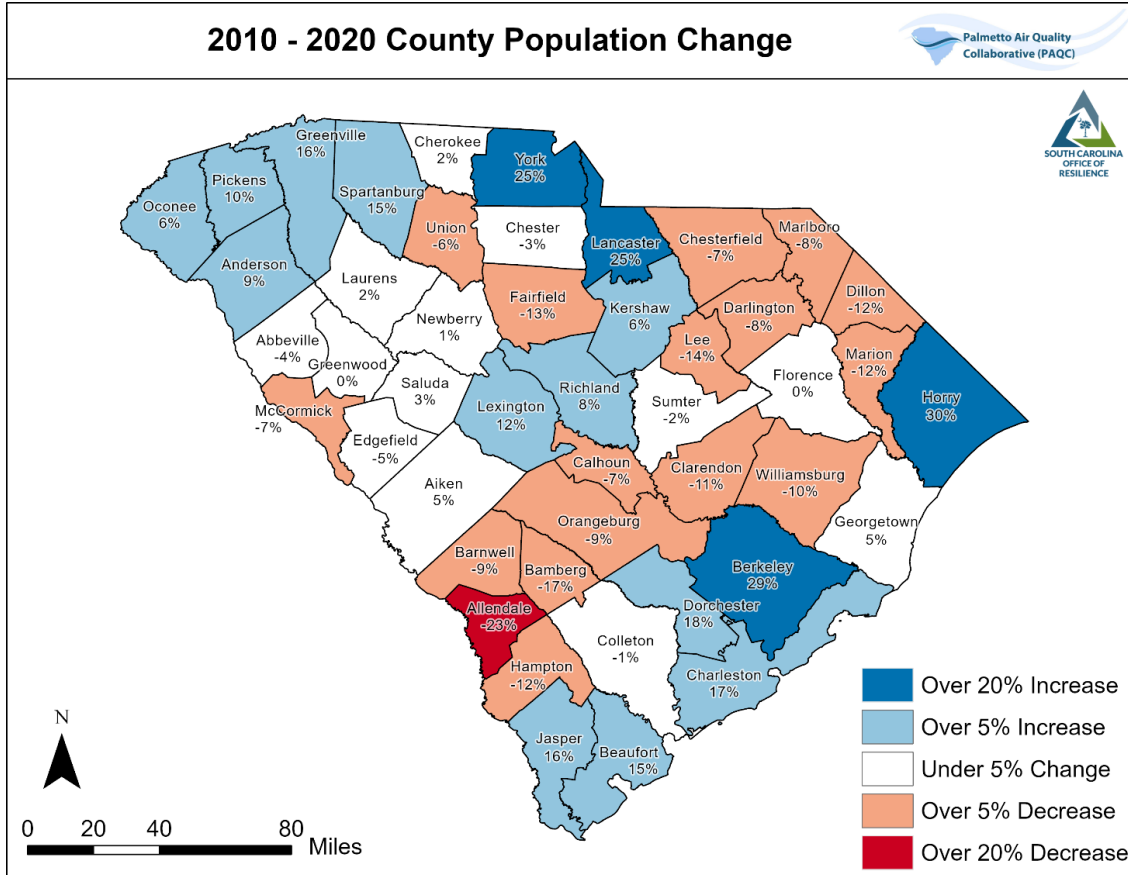 2010 - 2020 County Population Change
Palmetto Air Quality
Collaborative (PAQC)
SOUTH CAROLINA
OFFICE OF
RESILIENCE
Greenville
16%
Cherokee
2%
York
25%
Pickens
10%
Spartanburg
15%
Oconee
6%
Union
-6%
Chester
-3%
Lancaster
25%
Chesterfield
-7%
Marlboro
-8%
Anderson
9%
Laurens
2%
Fairfield
-13%
Kershaw
6%
Darlington
-8%
Dillon
-12%
Newberry
1%
Abbeville
-4%
Greenwood
0%
Lee
-14%
Marion
-12%
Saluda
3%
Richland
8%
Florence
0%
Horry
30%
Lexington
12%
Sumter
-2%
McCormick
-7%
Edgefield
-5%
Calhoun
-7%
Clarendon
-11%
Williamsburg
-10%
Aiken
5%
Orangeburg
-9%
Georgetown
5%
Barnwell
-9%
Bamberg
-17%
Berkeley
29%
Allendale
-23%
Dorchester
18%
Colleton
-1%
Hampton
-12%
Charleston
17%
Jasper
16%
Beaufort
15%
Over 20% Increase
Over 5% Increase
Under 5% Change
Over 5% Decrease
Over 20% Decrease
N
0 20 40 80
Miles